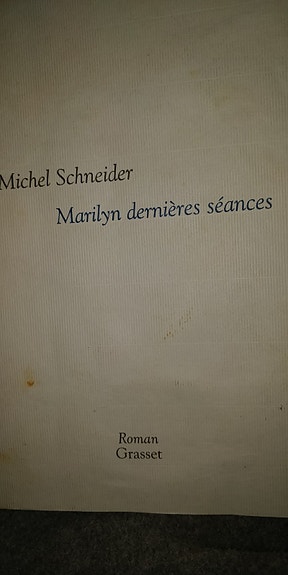 Michel Schneider
Marilyn dernières séances
Roman
Grasset